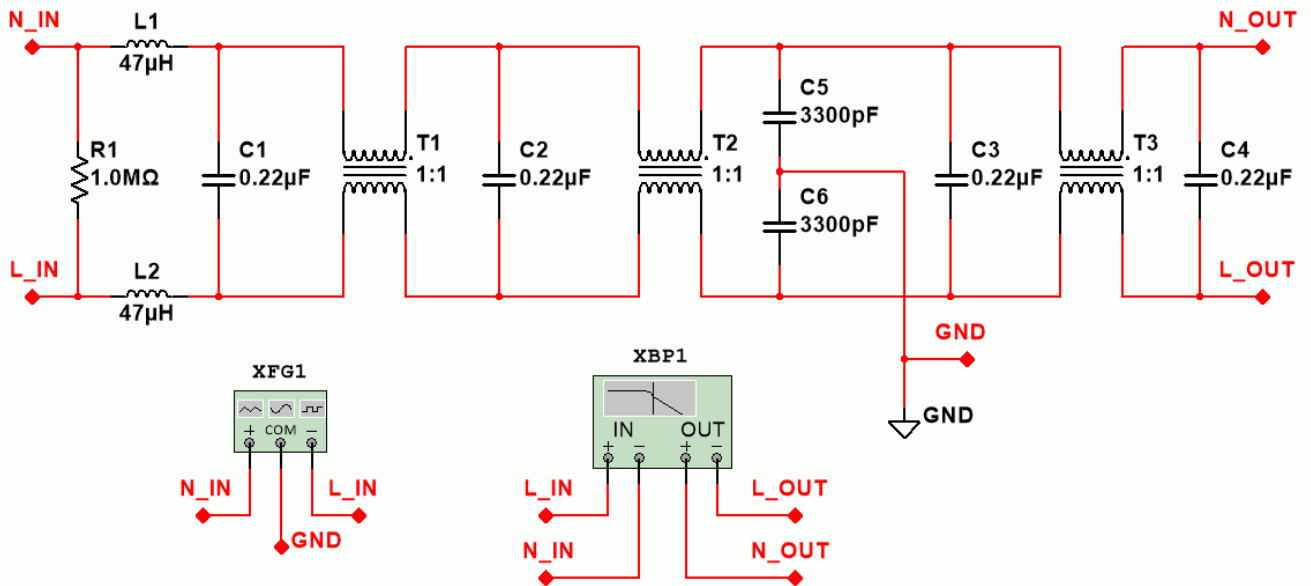 N_IN
L1
47µH
N_OUT
R1
1.0MΩ
C1
0.22µF
T1
1:1
C2
0.22µF
T2
1:1
C5
3300pF
C6
3300pF
C3
0.22µF
T3
1:1
C4
0.22µF
L_IN
L2
47µH
L_OUT
GND
GND
XFG1
+ COM −
N_IN
L_IN
GND
XBP1
IN OUT
+ − + −
L_IN
L_OUT
N_IN
N_OUT